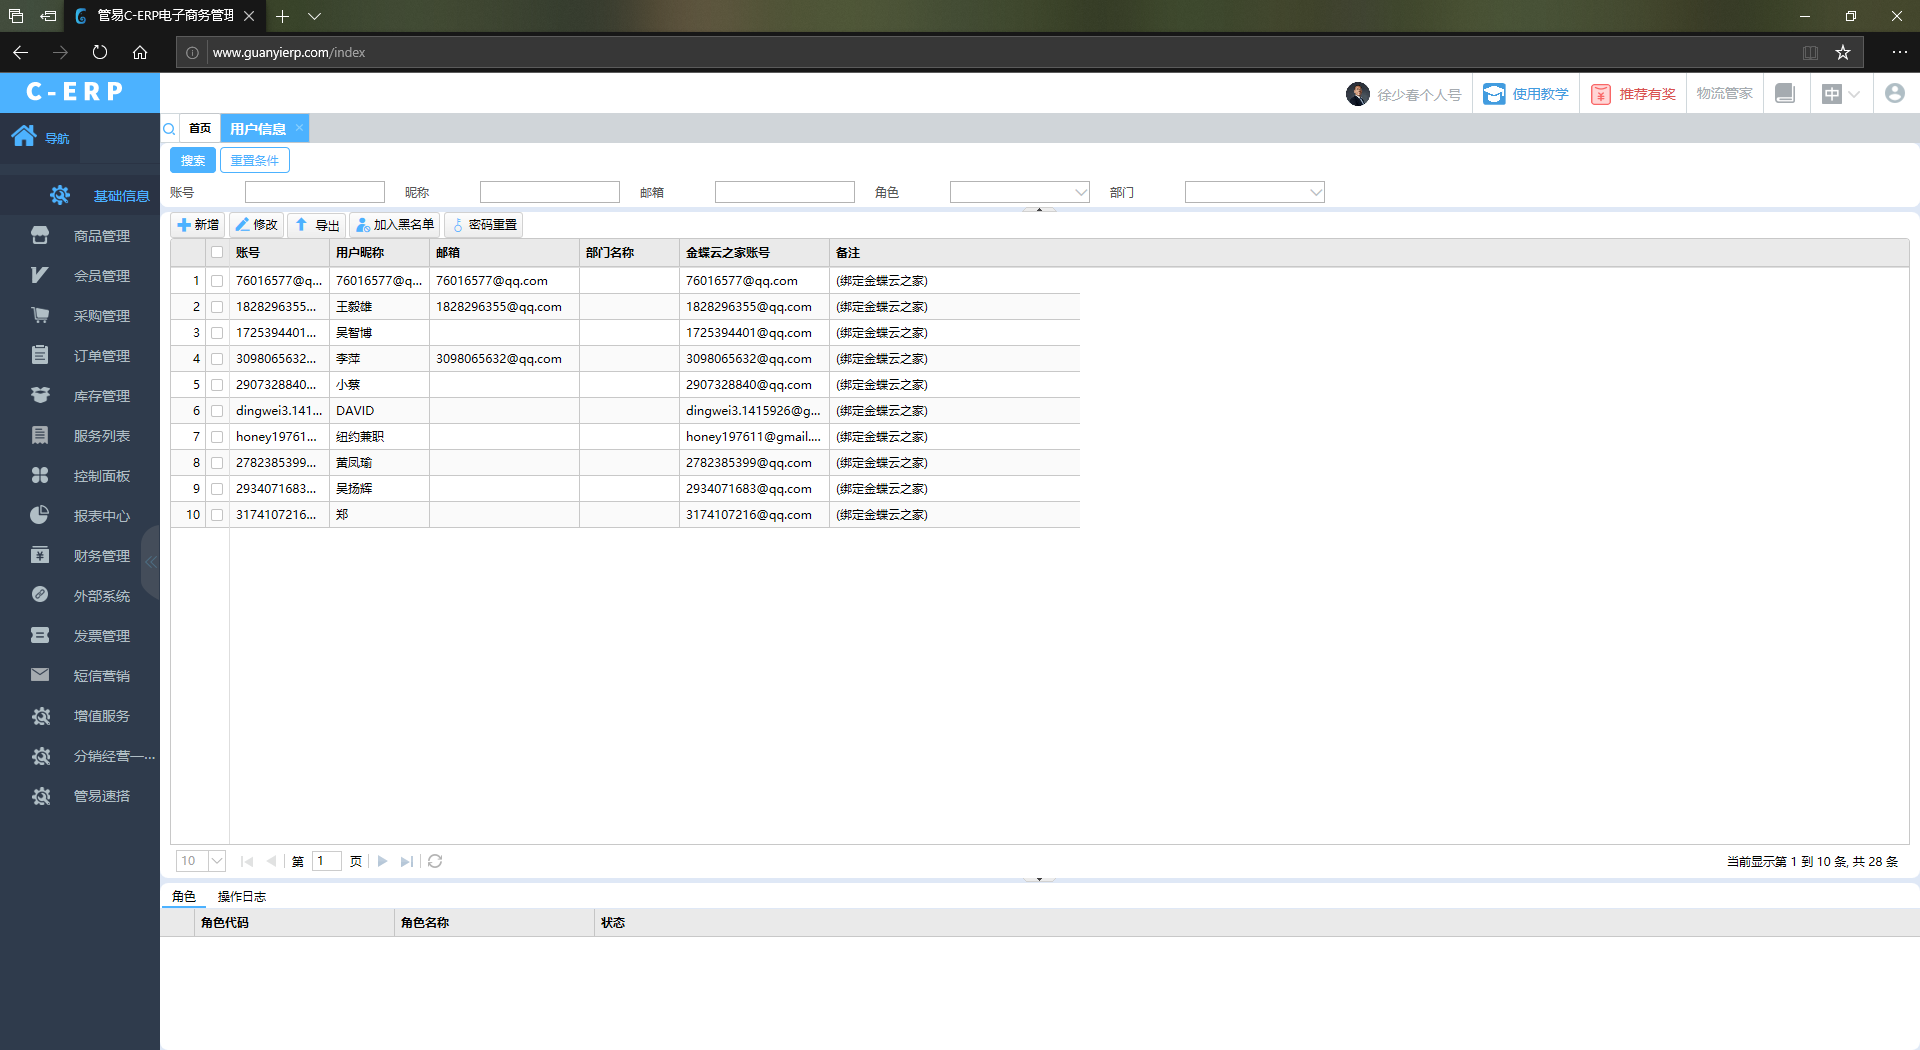 管易C-ERP电子商务管理
www.guanyierp.com/index
C-ERP
徐少春个人号
使用教学
推荐有奖
物流管家
中
导航
首页
用户信息
搜索
重置条件
账号
昵称
邮箱
角色
部门
新增
修改
导出
加入黑名单
密码重置
基础信息
商品管理
会员管理
采购管理
订单管理
库存管理
服务列表
控制面板
报表中心
财务管理
外部系统
发票管理
短信营销
增值服务
分销经营一...
管易速搭
账号 用户昵称 邮箱 部门名称 金蝶云之家账号 备注
1 76016577@q... 76016577@q... 76016577@qq.com 76016577@qq.com (绑定金蝶云之家)
2 1828296355... 王毅雄 1828296355@qq.com 1828296355@qq.com (绑定金蝶云之家)
3 1725394401... 吴智博 1725394401@qq.com (绑定金蝶云之家)
4 3098065632... 李萍 3098065632@qq.com 3098065632@qq.com (绑定金蝶云之家)
5 2907328840... 小蔡 2907328840@qq.com (绑定金蝶云之家)
6 dingwei3.141... DAVID dingwei3.1415926@g... (绑定金蝶云之家)
7 honey19761... 纽约兼职 honey197611@gmail.... (绑定金蝶云之家)
8 2782385399... 黄凤瑜 2782385399@qq.com (绑定金蝶云之家)
9 2934071683... 吴扬辉 2934071683@qq.com (绑定金蝶云之家)
10 3174107216... 郑 3174107216@qq.com (绑定金蝶云之家)
10 第 1 页
当前显示第 1 到 10 条, 共 28 条
角色 操作日志
角色代码 角色名称 状态